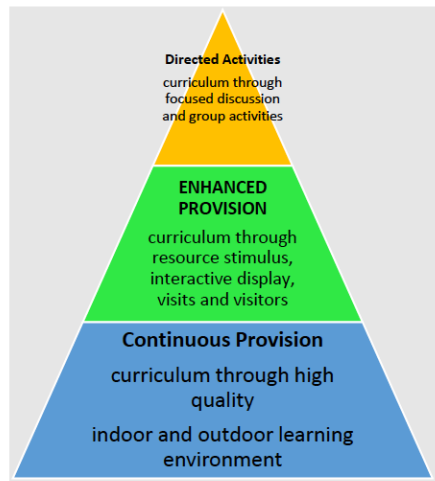 Directed Activities
curriculum through
focused discussion
and group activities
ENHANCED
PROVISION
curriculum through
resource stimulus,
interactive display,
visits and visitors
Continuous Provision
curriculum through high
quality
indoor and outdoor learning
environment